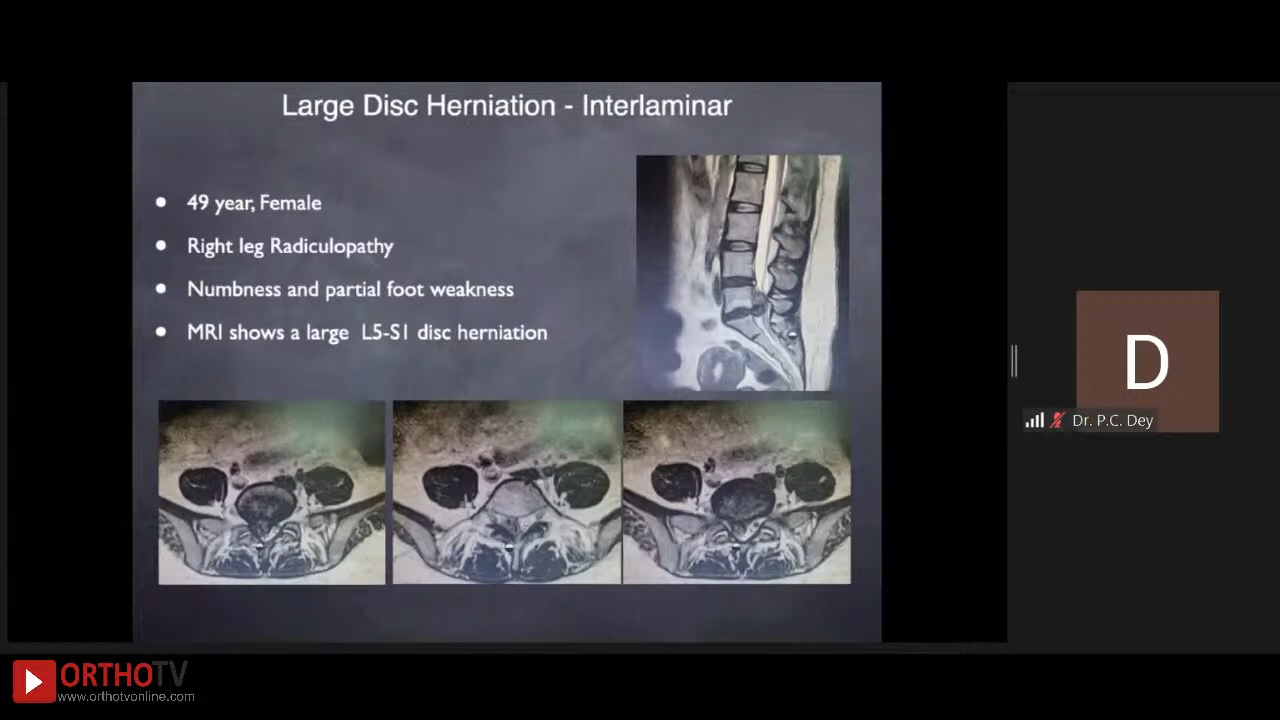 Large Disc Herniation - Interlaminar
49 year, Female
Right leg Radiculopathy
Numbness and partial foot weakness
MRI shows a large L5-S1 disc herniation
D
Dr. P.C. Dey
ORTHOTV
www.orthotvonline.com